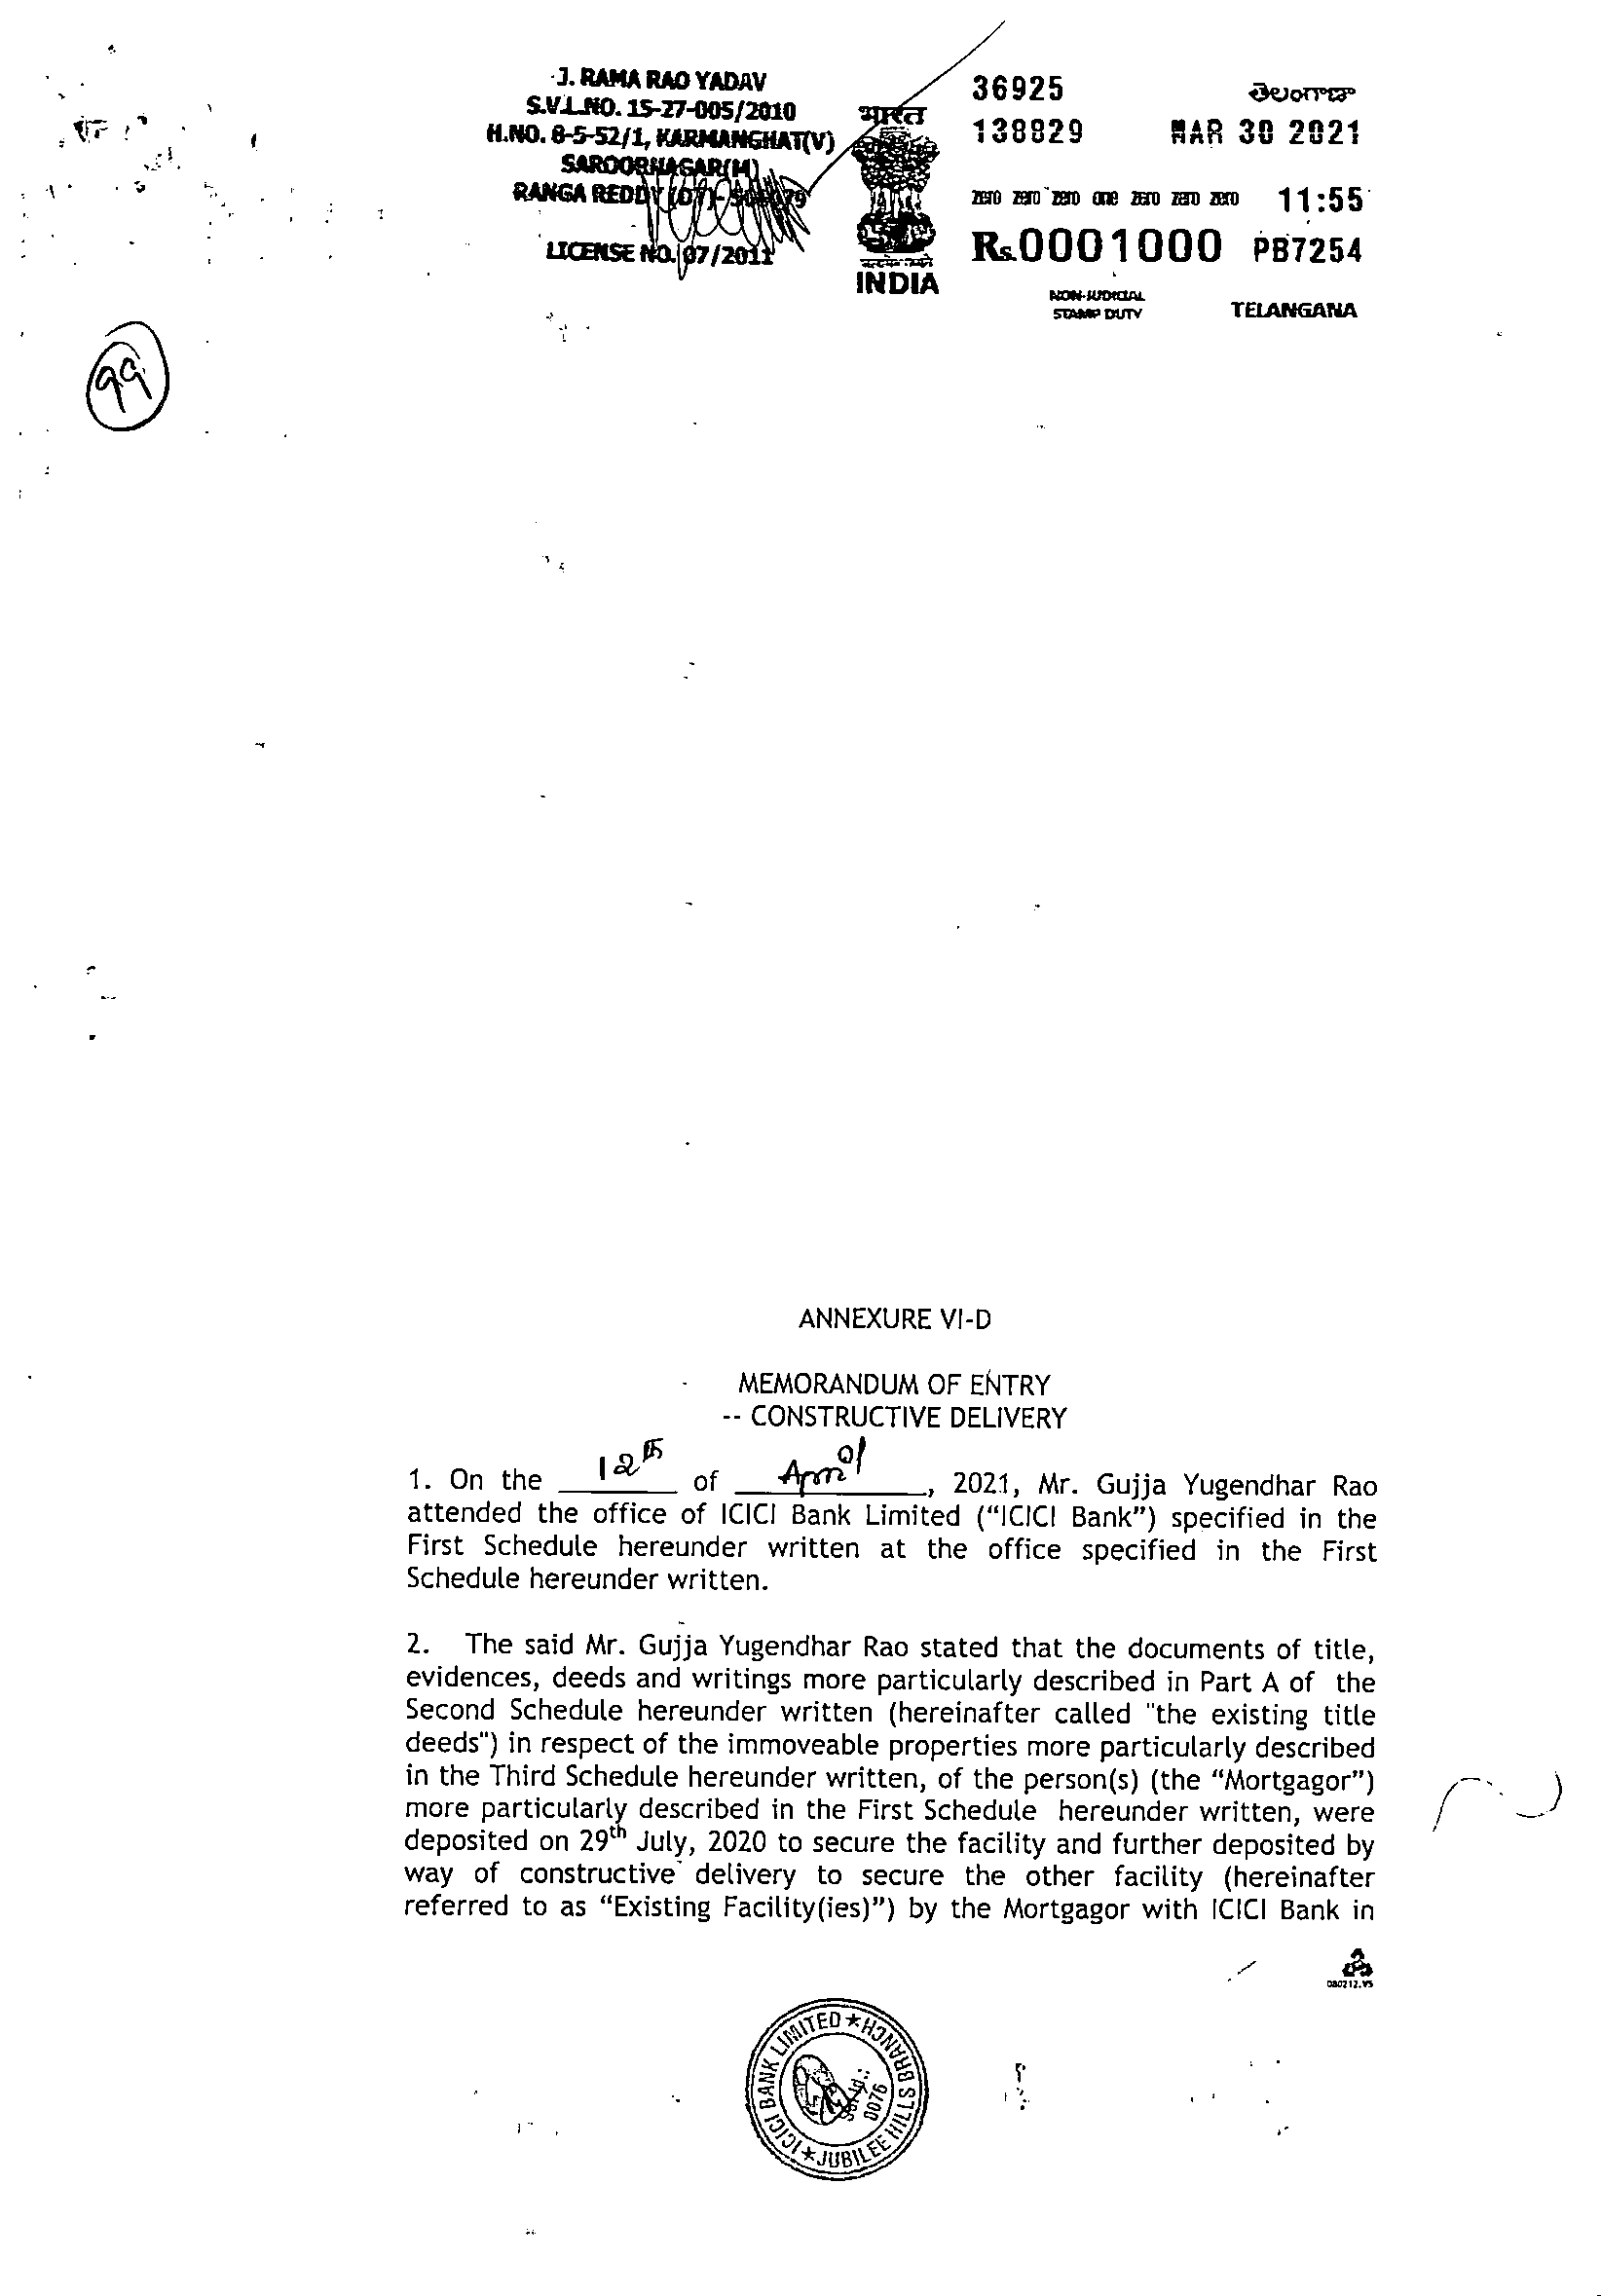 J. RAMA RAO YADAV
S.V.L.NO. 15-27-005/2010
H.NO. 8-5-52/1, KARMANGHAT(V)
SAROORNAGAR(M)
RANGA REDDY (DT)-
LICENSE NO. 07/2011
भारत
INDIA
36925 తెలంగాణ
138829 MAR 30 2021
zero zero zero one zero zero zero 11:55
Rs.0001000 PB7254
NON-JUDICIAL
STAMP DUTY TELANGANA
99
ANNEXURE VI-D
MEMORANDUM OF ENTRY
-- CONSTRUCTIVE DELIVERY
1. On the 12th of April, 2021, Mr. Gujja Yugendhar Rao
attended the office of ICICI Bank Limited (“ICICI Bank”) specified in the
First Schedule hereunder written at the office specified in the First
Schedule hereunder written.
2. The said Mr. Gujja Yugendhar Rao stated that the documents of title,
evidences, deeds and writings more particularly described in Part A of the
Second Schedule hereunder written (hereinafter called "the existing title
deeds") in respect of the immoveable properties more particularly described
in the Third Schedule hereunder written, of the person(s) (the “Mortgagor”)
more particularly described in the First Schedule hereunder written, were
deposited on 29th July, 2020 to secure the facility and further deposited by
way of constructive delivery to secure the other facility (hereinafter
referred to as “Existing Facility(ies)”) by the Mortgagor with ICICI Bank in
080212.V5
ICICI BANK LIMITED ★ JUBILEE HILLS BRANCH ★
0076